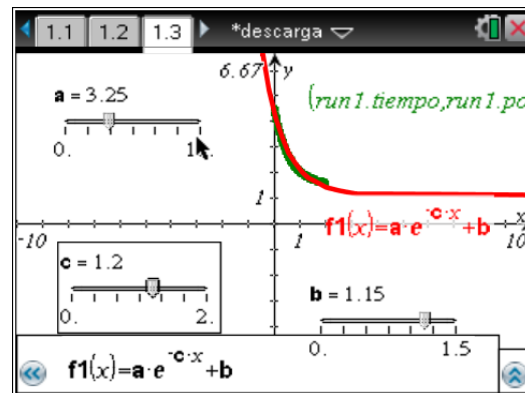 1.1 1.2 1.3 *descarga
6.67 y
a = 3.25
(run1.tiempo,run1.po
0.
1
-10
1
x
10
f1(x)=a·e^-c·x+b
c = 1.2
0. 2.
b = 1.15
0. 1.5
f1(x)=a·e^-c·x+b